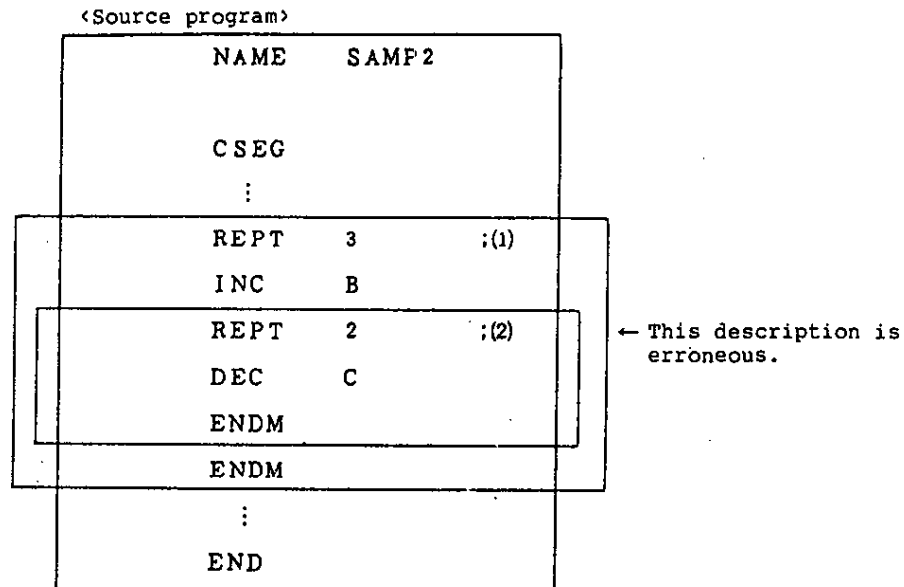 <Source program>
NAME SAMP2
CSEG
⋮
REPT 3 ;(1)
INC B
REPT 2 ;(2)
← This description is erroneous.
DEC C
ENDM
ENDM
⋮
END